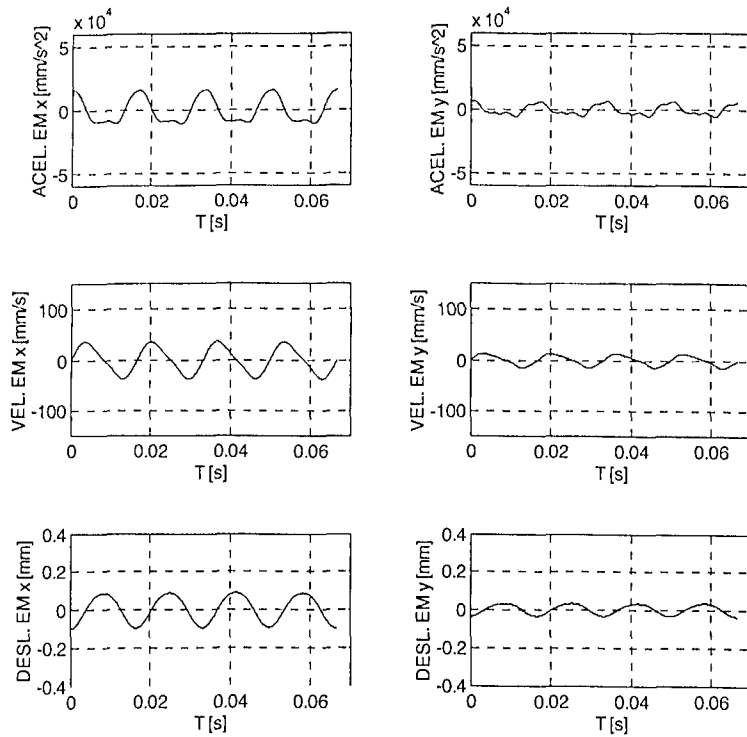 × 10⁴
ACEL. EM x [mm/s^2]
5
0
-5
0 0.02 0.04 0.06
T [s]
× 10⁴
ACEL. EM y [mm/s^2]
5
0
-5
0 0.02 0.04 0.06
T [s]
VEL. EM x [mm/s]
100
0
-100
0 0.02 0.04 0.06
T [s]
VEL. EM y [mm/s]
100
0
-100
0 0.02 0.04 0.06
T [s]
DESL. EM x [mm]
0.4
0.2
0
-0.2
-0.4
0 0.02 0.04 0.06
T [s]
DESL. EM y [mm]
0.4
0.2
0
-0.2
-0.4
0 0.02 0.04 0.06
T [s]